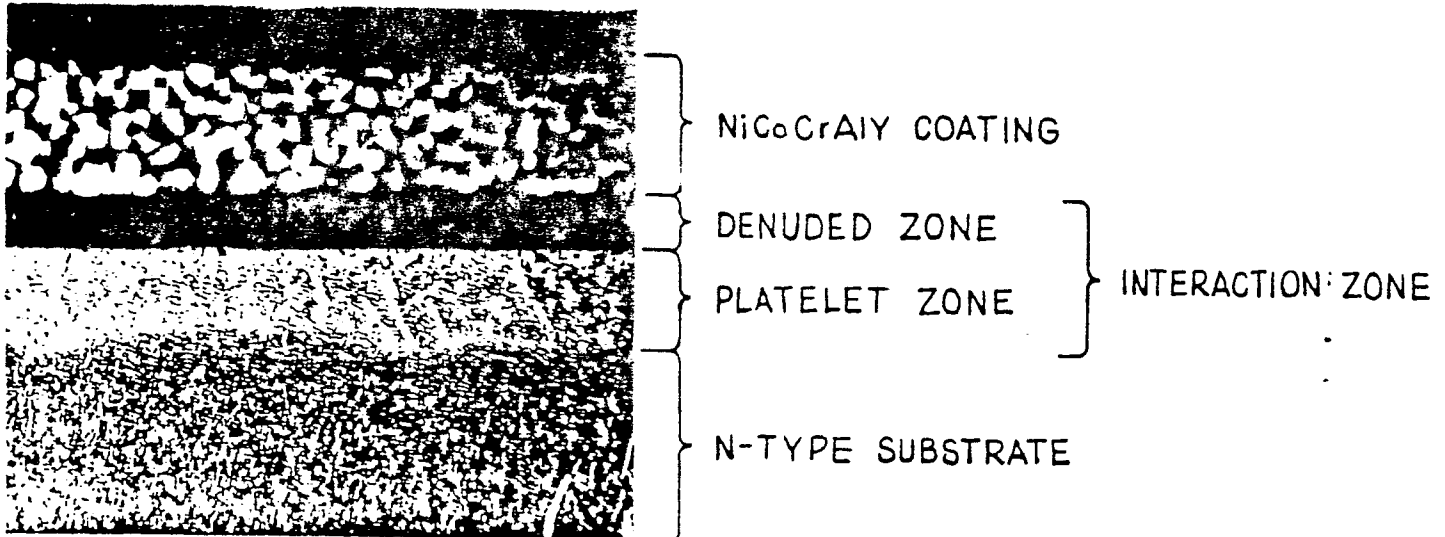 NiCoCrAlY COATING
DENUDED ZONE
PLATELET ZONE
INTERACTION ZONE
N-TYPE SUBSTRATE